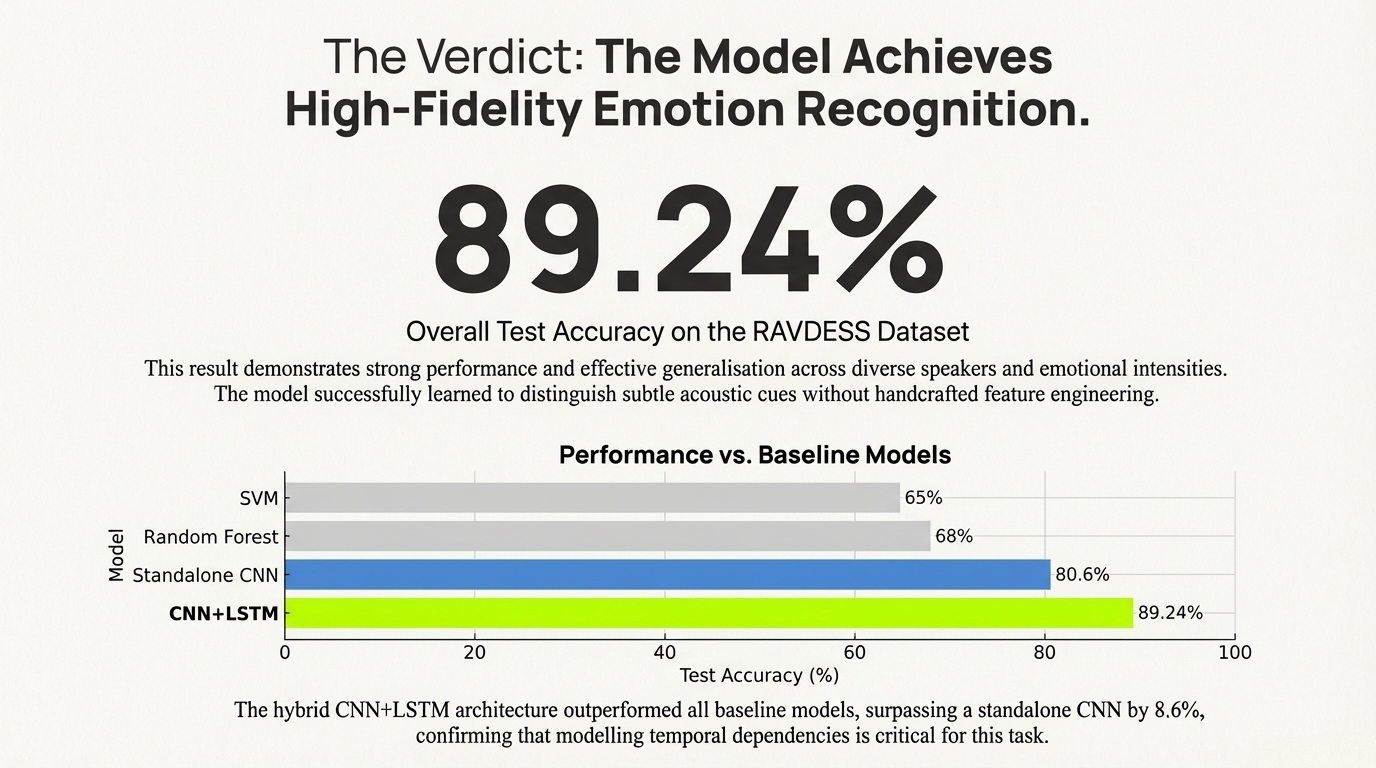 The Verdict: The Model Achieves
High-Fidelity Emotion Recognition.
89.24%
Overall Test Accuracy on the RAVDESS Dataset
This result demonstrates strong performance and effective generalisation across diverse speakers and emotional intensities.
The model successfully learned to distinguish subtle acoustic cues without handcrafted feature engineering.
Performance vs. Baseline Models
Model
SVM 65%
Random Forest 68%
Standalone CNN 80.6%
CNN+LSTM 89.24%
0 20 40 60 80 100
Test Accuracy (%)
The hybrid CNN+LSTM architecture outperformed all baseline models, surpassing a standalone CNN by 8.6%,
confirming that modelling temporal dependencies is critical for this task.